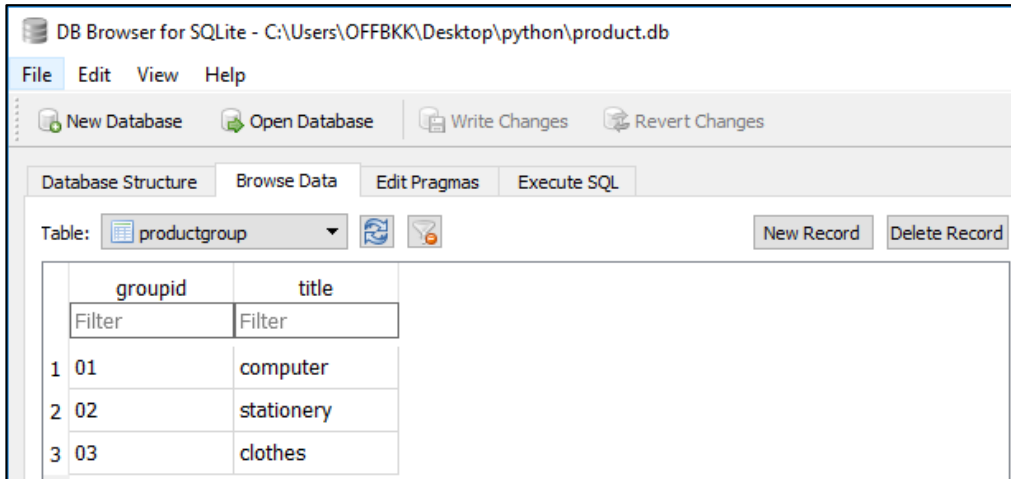 DB Browser for SQLite - C:\Users\OFFBKK\Desktop\python\product.db
File Edit View Help
New Database Open Database Write Changes Revert Changes
Database Structure Browse Data Edit Pragmas Execute SQL
Table: productgroup New Record Delete Record
groupid title
Filter Filter
1 01 computer
2 02 stationery
3 03 clothes